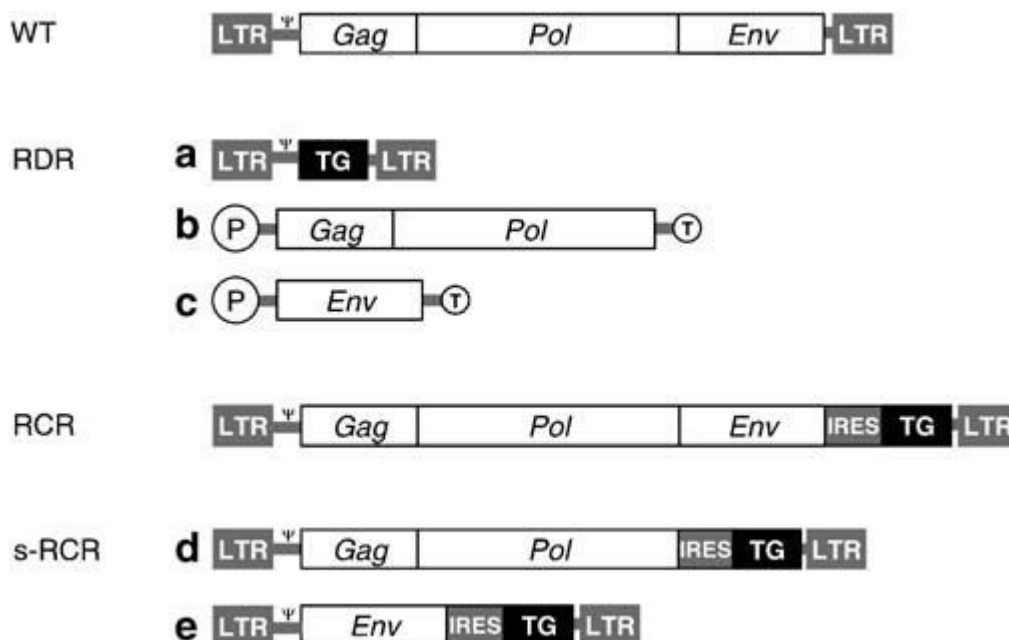 WT LTR Ψ Gag Pol Env LTR
RDR a LTR Ψ TG LTR
b P Gag Pol T
c P Env T
RCR LTR Ψ Gag Pol Env IRES TG LTR
s-RCR d LTR Ψ Gag Pol IRES TG LTR
e LTR Ψ Env IRES TG LTR